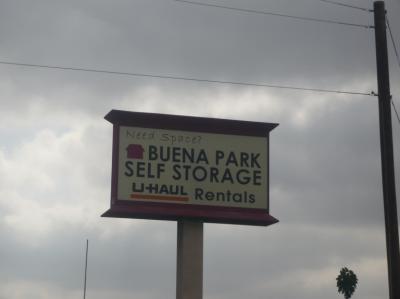 Need Space?
BUENA PARK
SELF STORAGE
U-HAUL Rentals